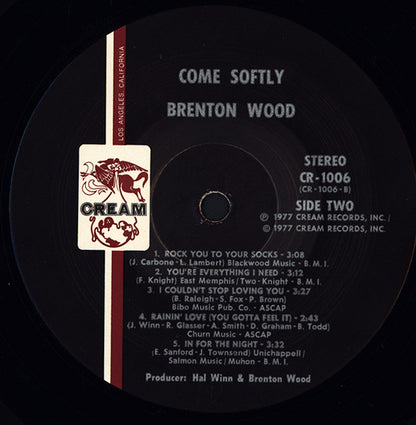 COME SOFTLY
BRENTON WOOD
LOS ANGELES, CALIFORNIA
CREAM
STEREO
CR-1006
(CR-1006-B)
SIDE TWO
Ⓟ 1977 CREAM RECORDS, INC.
© 1977 CREAM RECORDS, INC.
1. ROCK YOU TO YOUR SOCKS - 3:08
(J. Carbone - L. Lambert) Blackwood Music - B.M.I.
2. YOU'RE EVERYTHING I NEED - 3:12
(F. Knight) East Memphis/Two-Knight - B.M.I.
3. I COULDN'T STOP LOVING YOU - 3:27
(B. Raleigh - S. Fox - P. Brown)
Bibo Music Pub. Co. - ASCAP
4. RAININ' LOVE (YOU GOTTA FEEL IT) - 2:43
(J. Winn - R. Glasser - A. Smith - D. Graham - B. Todd)
Churn Music - ASCAP
5. IN FOR THE NIGHT - 3:32
(E. Sanford - J. Townsend) Unichappell/
Salmon Music/Muhon - B.M.I.
Producer: Hal Winn & Brenton Wood